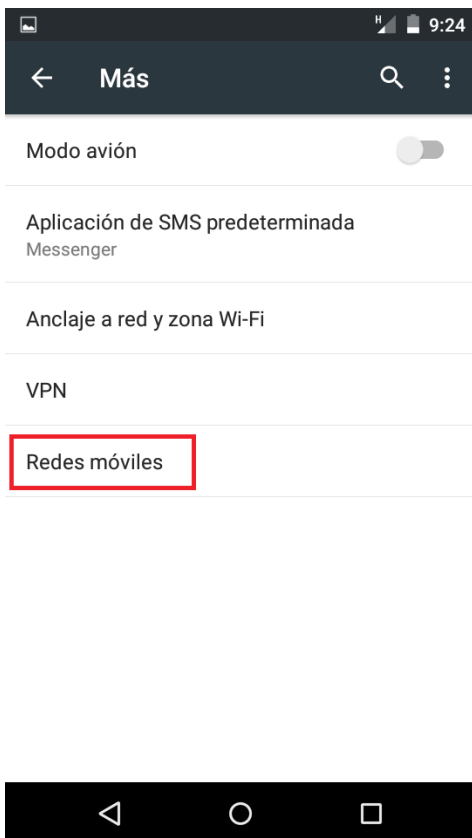 H 9:24
Más
Modo avión
Aplicación de SMS predeterminada
Messenger
Anclaje a red y zona Wi-Fi
VPN
Redes móviles